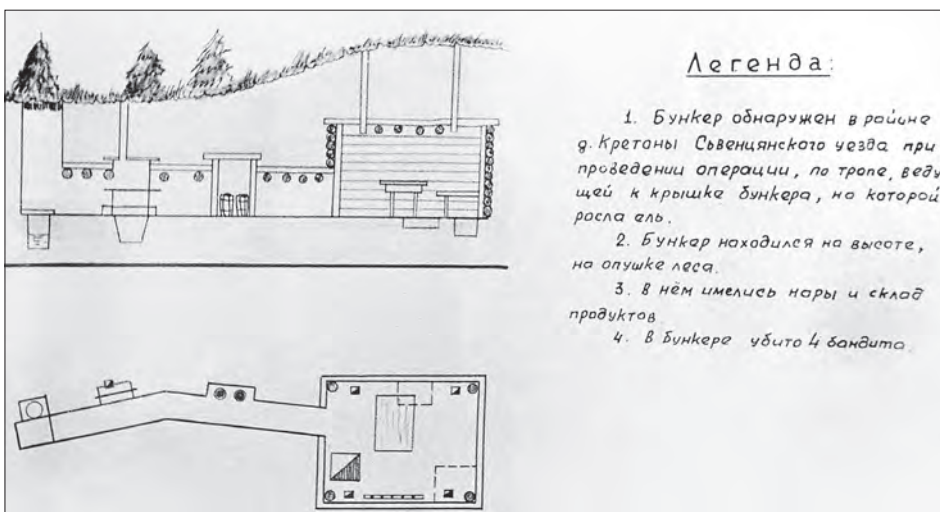 Легенда:
1. Бункер обнаружен в районе
д. Кретоны Сьвенцянского уезда при
проведении операции, по тропе, веду
щей к крышке бункера, на которой
росла ель.
2. Бункер находился на высоте,
на опушке леса.
3. В нём имелись нары и склад
продуктов
4. В Бункере убито 4 бандита.